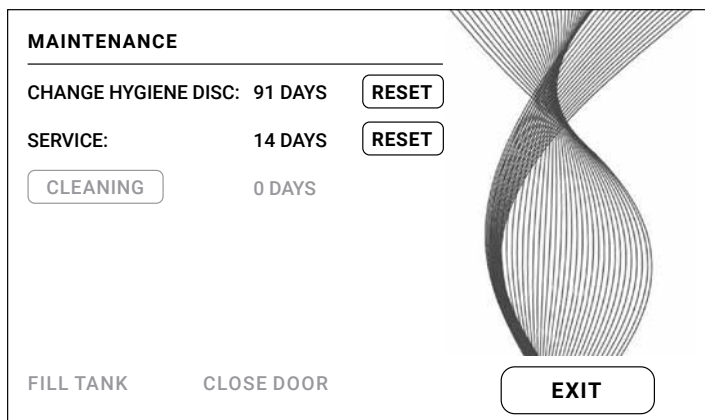 MAINTENANCE
CHANGE HYGIENE DISC: 91 DAYS RESET
SERVICE: 14 DAYS RESET
CLEANING 0 DAYS
FILL TANK CLOSE DOOR EXIT